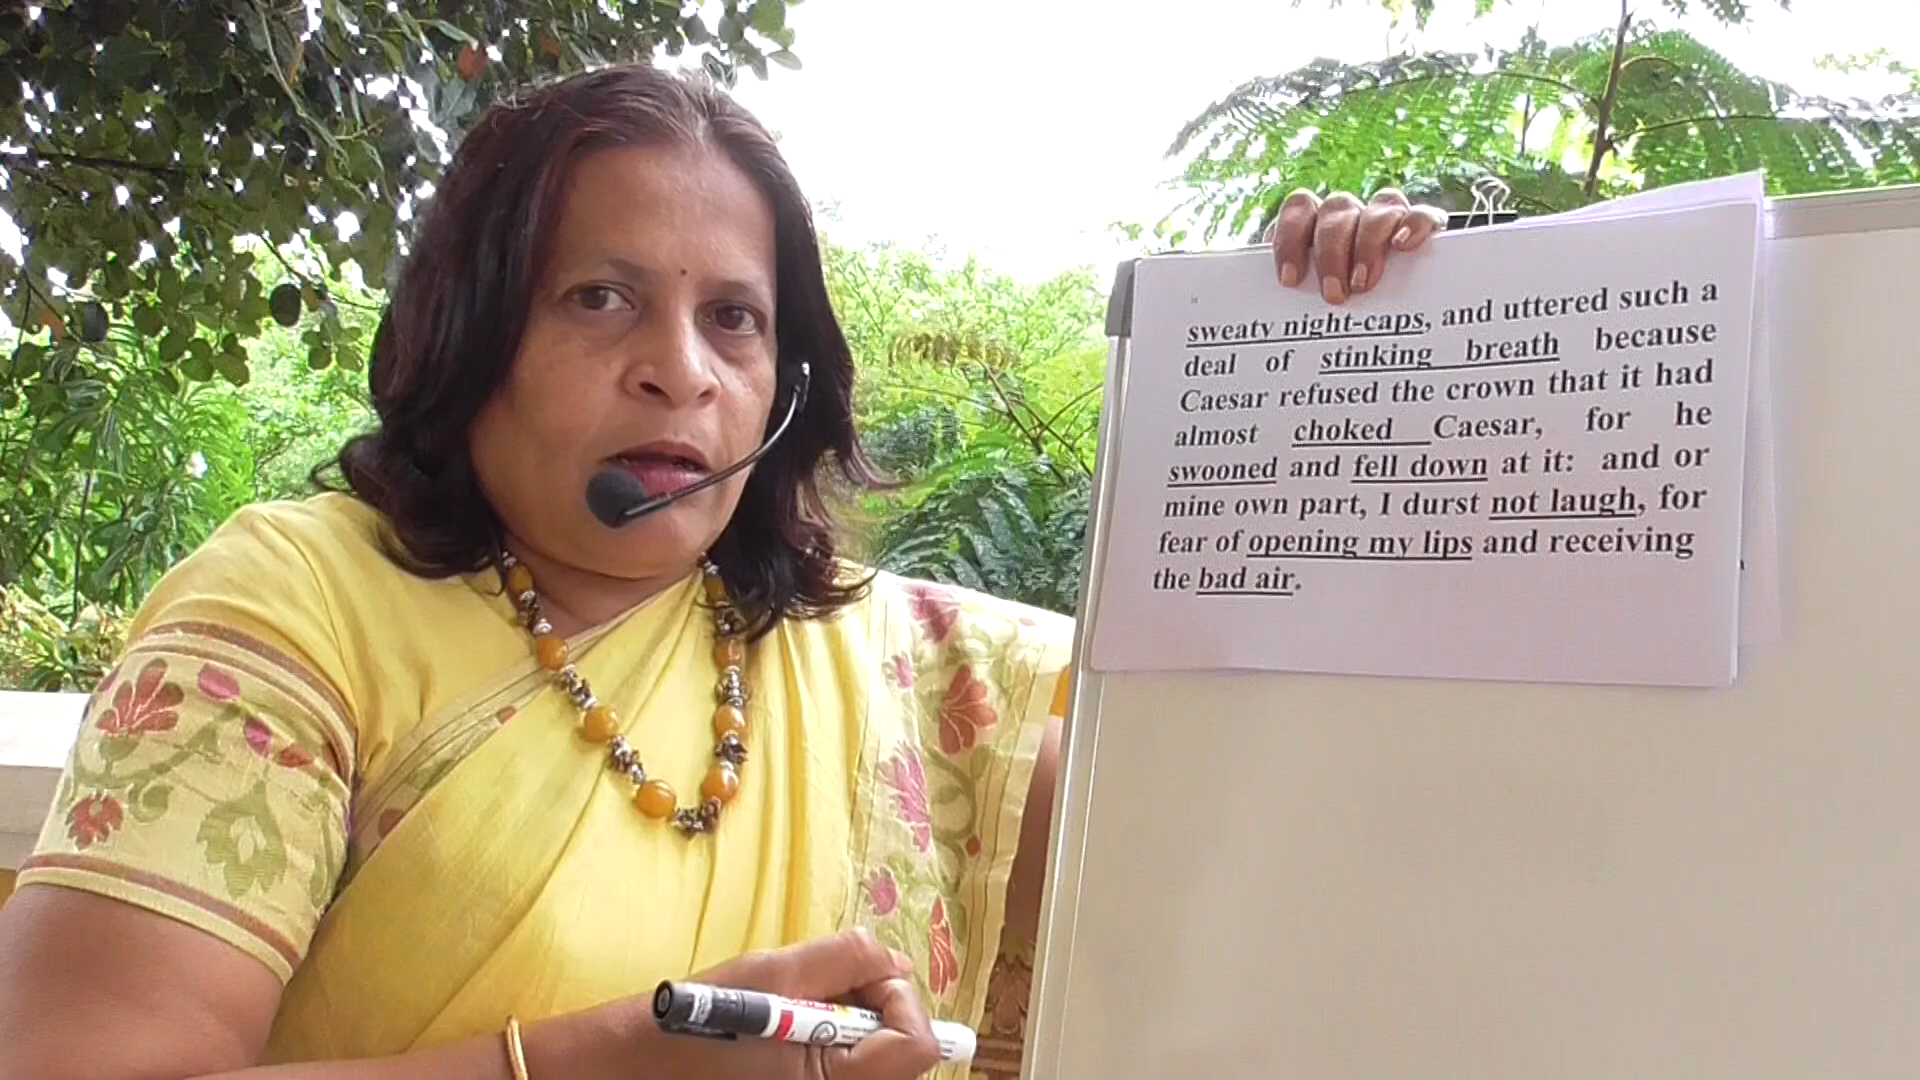 sweaty night-caps, and uttered such a
deal of stinking breath because
Caesar refused the crown that it had
almost choked Caesar, for he
swooned and fell down at it: and or
mine own part, I durst not laugh, for
fear of opening my lips and receiving
the bad air.